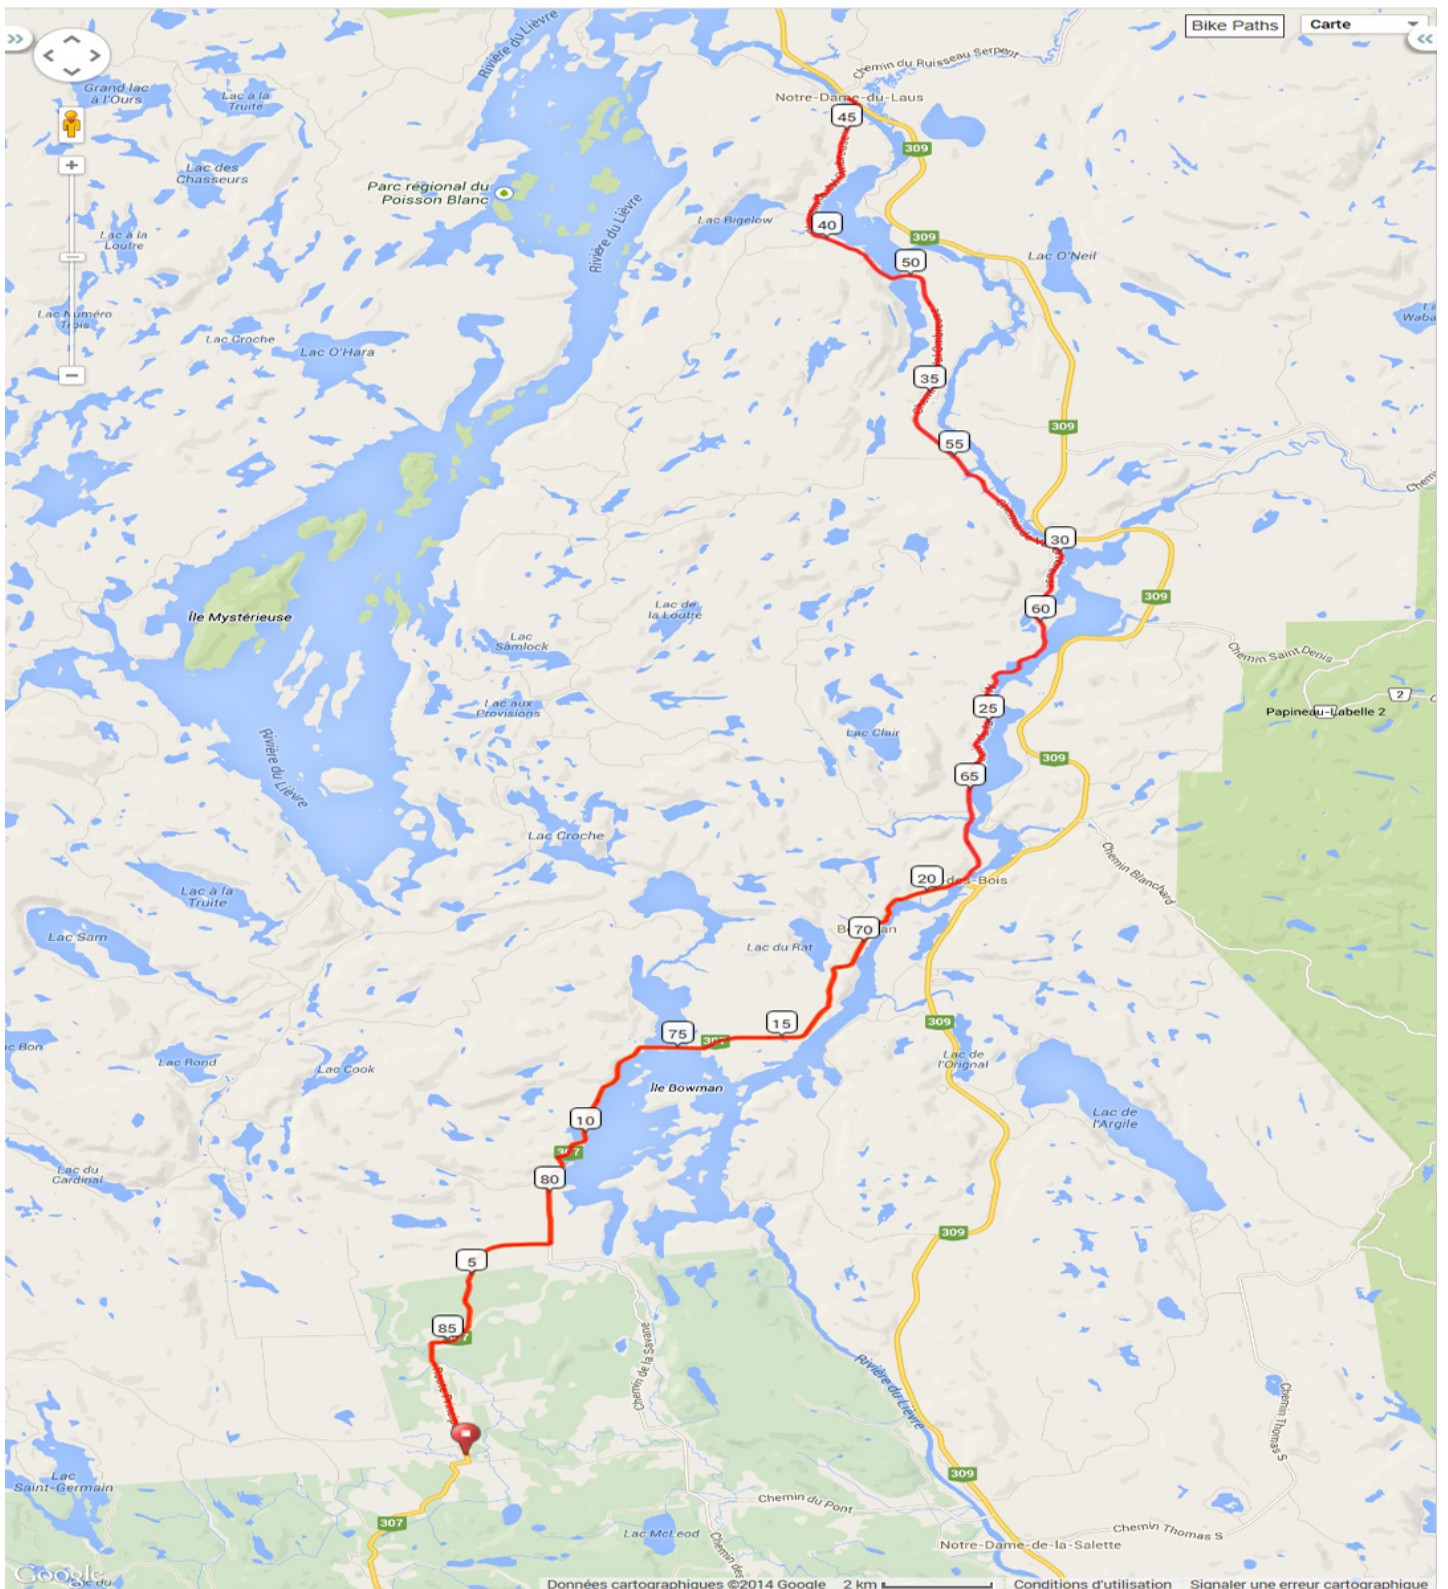 Bike Paths
Carte
Rivière du Lièvre
Chemin du Ruisseau Serpent
Grand lac
à l'Ours
Lac à la
Truite
Notre-Dame-du-Laus
45
309
Lac des
Chasseurs
Parc régional du
Poisson Blanc
Rivière du Lièvre
Lac Bigelow
40
Lac à la
Loutre
309
50
Lac O'Neil
Lac Numéro
Trois
Lac Croche
Lac O'Hara
35
309
55
30
309
Île Mystérieuse
Lac de
la Loutre
60
Lac
Samlock
Chemin Saint Denis
2
Lac aux
Provisions
25
Papineau-Labelle 2
Lac Clair
Rivière du Lièvre
309
65
Lac Croche
Chemin Blanchard
20
des-Bois
Lac à la
Truite
70
Lac Sam
Lac du Rat
15
75
307
309
Lac Rond
Lac Cook
Lac de
l'Orignal
Île Bowman
10
Lac de
l'Argile
307
80
Lac du
Cardinal
309
5
85
Chemin de la Savane
Rivière du Lièvre
Chemin Thomas S
Lac
Saint-Germain
309
Chemin du Pont
307
Lac McLeod
Chemin Thomas S
Chemin des
Notre-Dame-de-la-Salette
Google
Données cartographiques ©2014 Google
2 km
Conditions d'utilisation
Signaler une erreur cartographique